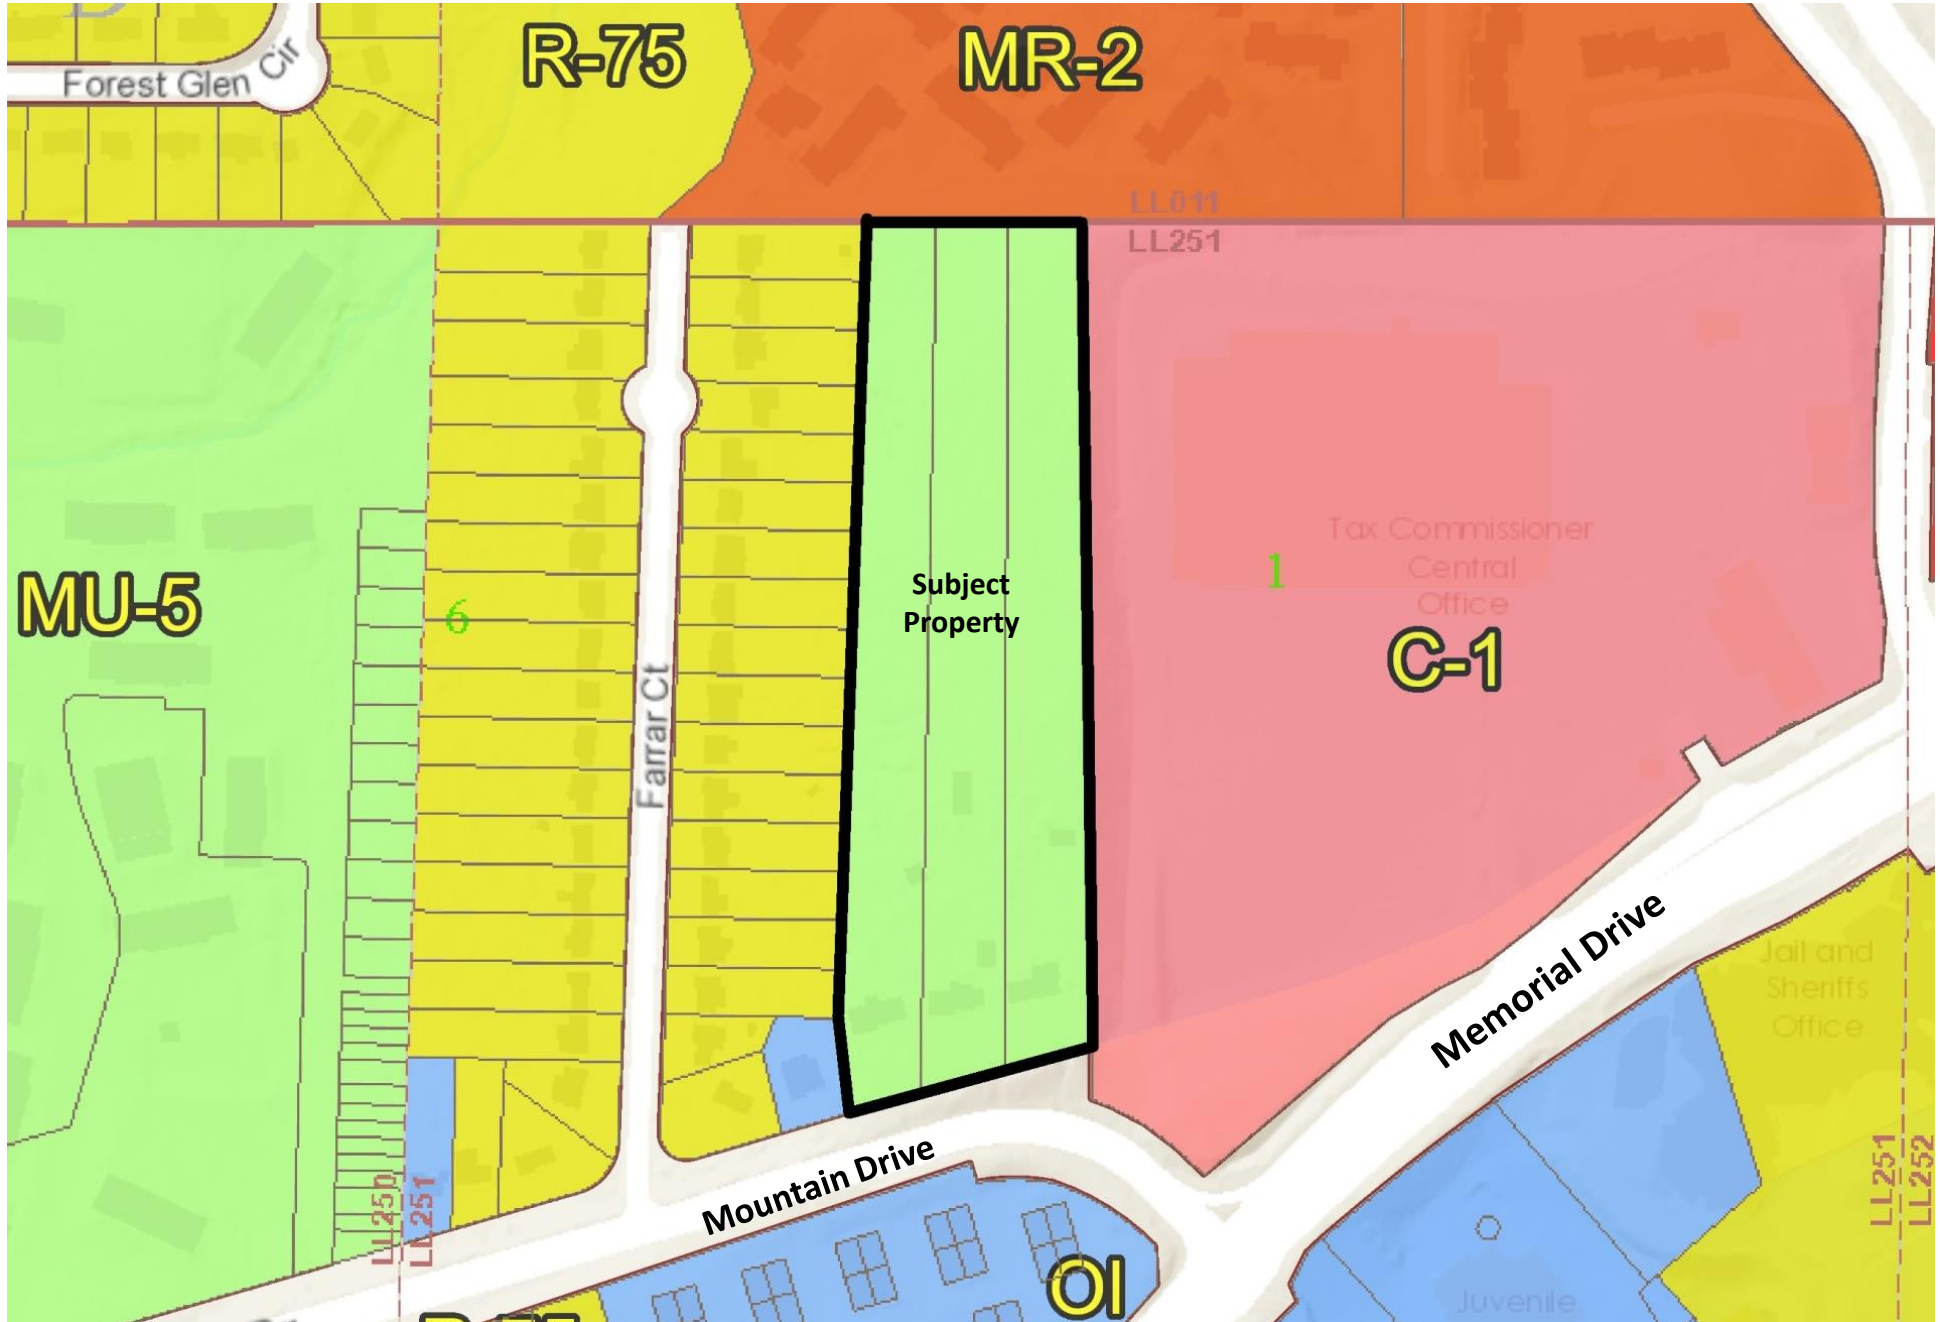 R-75
MR-2
Forest Glen Cir
LL011
LL251
Subject
Property
Tax Commissioner
Central
Office
1
C-1
MU-5
6
Farrar Ct
Memorial Drive
Jail and
Sheriffs
Office
Mountain Drive
LL250
LL251
LL251
LL252
OI
Juvenile
R-75